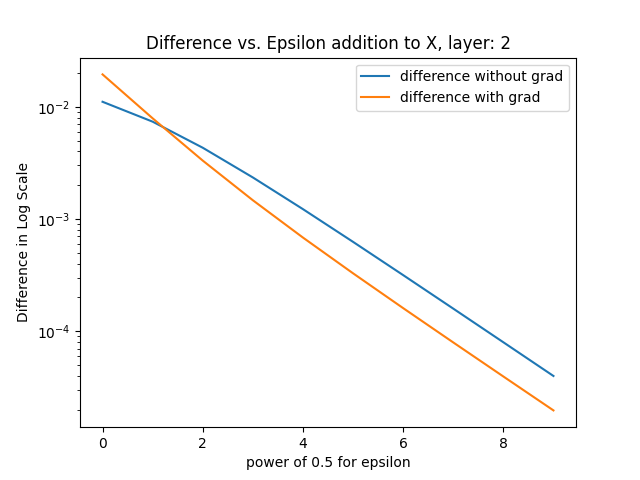 Difference vs. Epsilon addition to X, layer: 2
difference without grad
difference with grad
Difference in Log Scale
10⁻²
10⁻³
10⁻⁴
0 2 4 6 8
power of 0.5 for epsilon